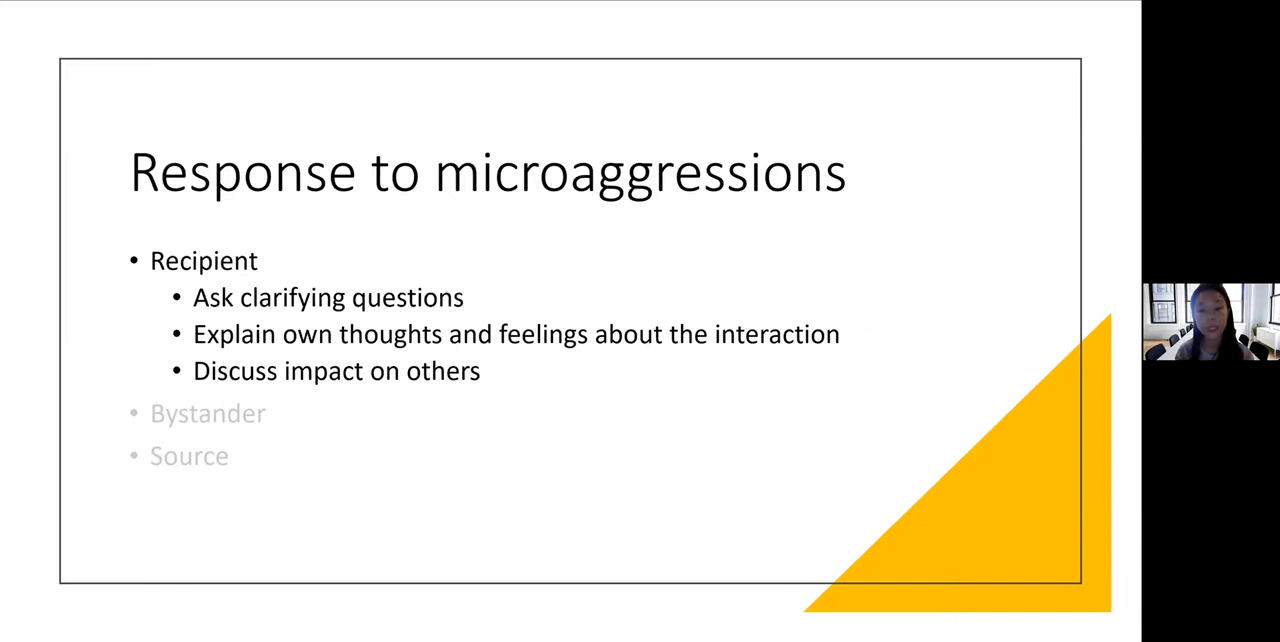 Response to microaggressions
• Recipient
• Ask clarifying questions
• Explain own thoughts and feelings about the interaction
• Discuss impact on others
• Bystander
• Source